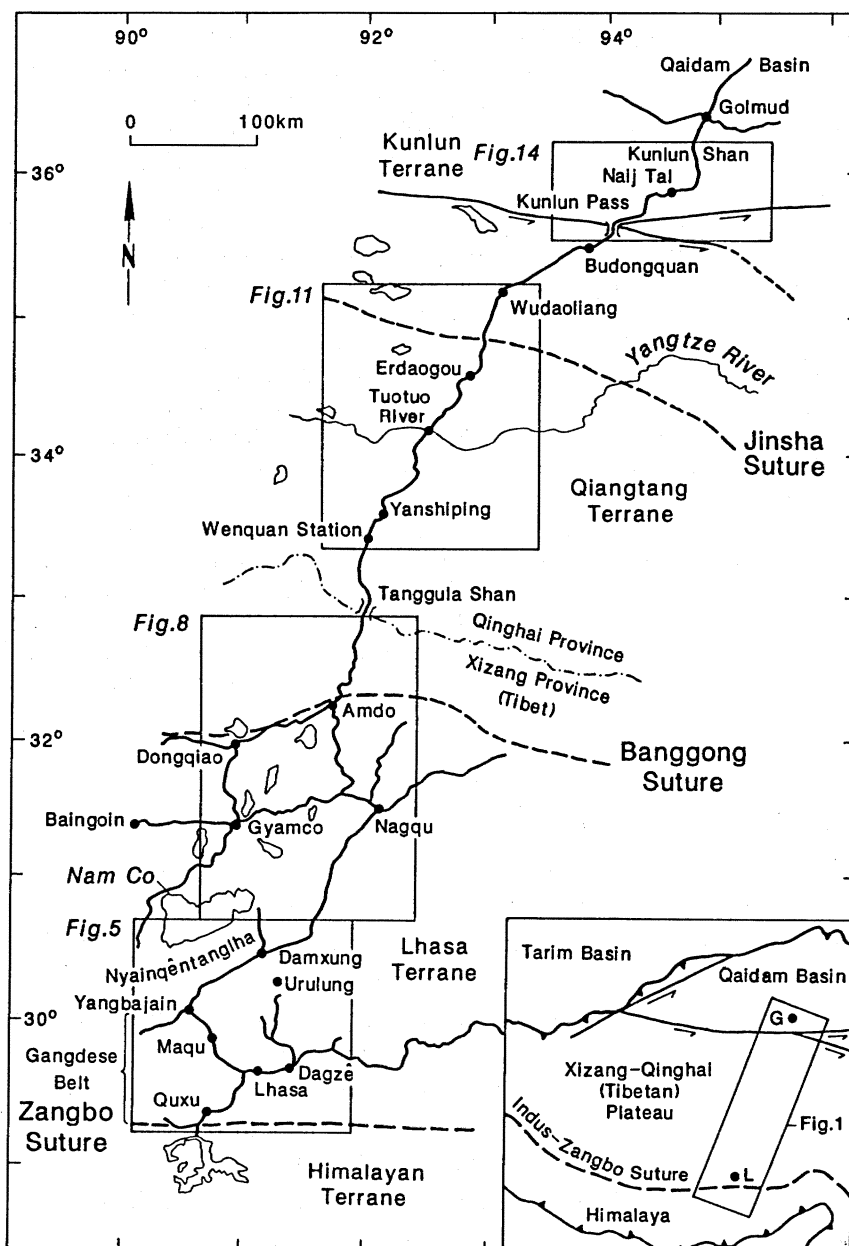 90°
92°
94°
Qaidam Basin
Golmud
0 100km
Kunlun
Terrane
Fig.14
Kunlun Shan
Naij Tal
36°
Kunlun Pass
N
Budongquan
Fig.11
Wudaoliang
Yangtze River
Erdaogou
Tuotuo
River
34°
Jinsha
Suture
Qiangtang
Terrane
Yanshiping
Wenquan Station
Tanggula Shan
Fig.8
Qinghai Province
Xizang Province
(Tibet)
Amdo
32°
Dongqiao
Banggong
Suture
Baingoin
Gyamco
Nagqu
Nam Co
Fig.5
Lhasa
Terrane
Nyainqêntanglha
Damxung
Urulung
Yangbajain
30°
Maqu
Gangdese
Belt
Lhasa
Dagzê
Quxu
Zangbo
Suture
Himalayan
Terrane
Tarim Basin
Qaidam Basin
G
Xizang-Qinghai
(Tibetan)
Plateau
Fig.1
Indus-Zangbo Suture
L
Himalaya